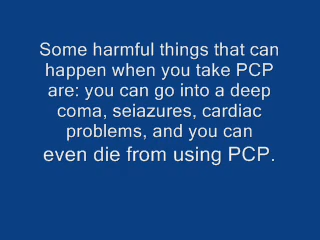 Some harmful things that can
happen when you take PCP
are: you can go into a deep
coma, seiazures, cardiac
problems, and you can
even die from using PCP.